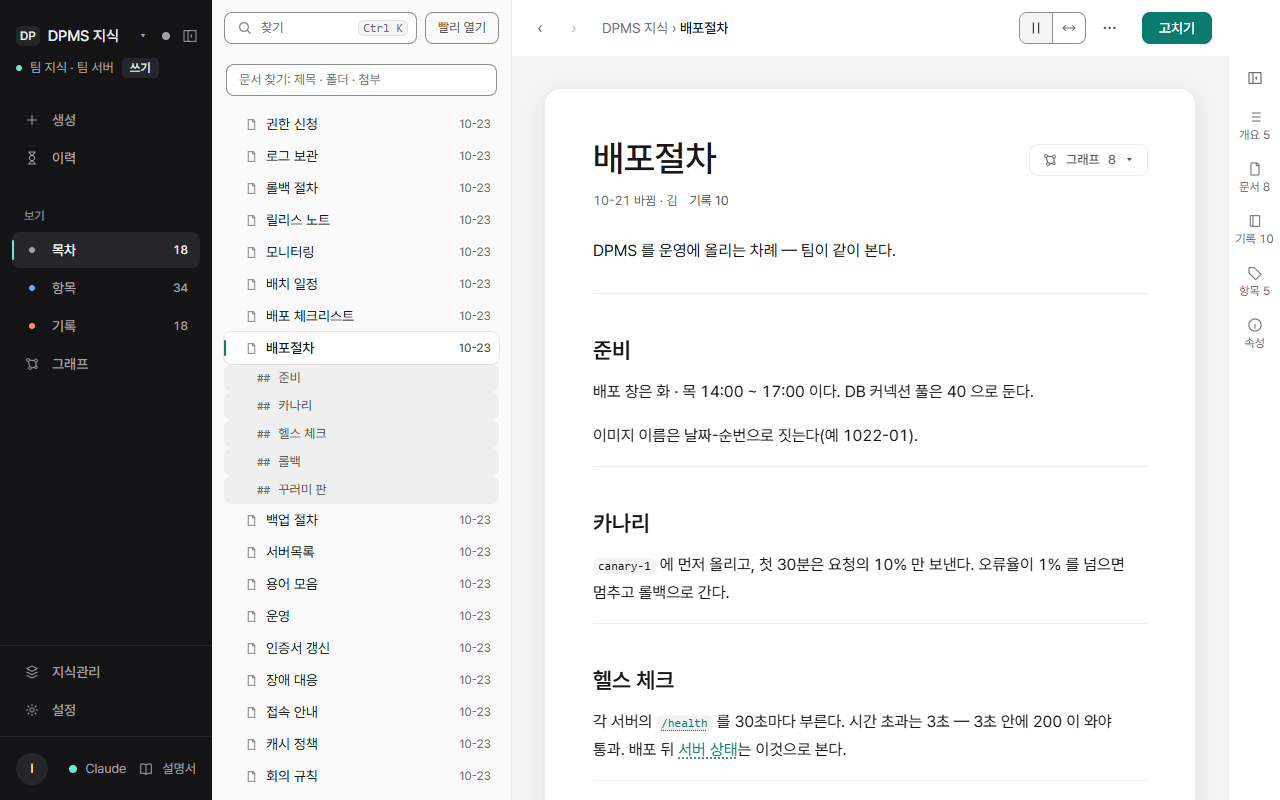 DP DPMS 지식
팀 지식 · 팀 서버 쓰기
생성
이력
보기
목차 18
항목 34
기록 18
그래프
지식관리
설정
I Claude 설명서
찾기 Ctrl K 빨리 열기
문서 찾기: 제목 · 폴더 · 첨부
권한 신청 10-23
로그 보관 10-23
롤백 절차 10-23
릴리스 노트 10-23
모니터링 10-23
배치 일정 10-23
배포 체크리스트 10-23
배포절차 10-23
## 준비
## 카나리
## 헬스 체크
## 롤백
## 꾸러미 판
백업 절차 10-23
서버목록 10-23
용어 모음 10-23
운영 10-23
인증서 갱신 10-23
장애 대응 10-23
접속 안내 10-23
캐시 정책 10-23
회의 규칙 10-23
‹ › DPMS 지식 › 배포절차
고치기
배포절차
그래프 8
10-21 바뀜 · 김 기록 10
DPMS 를 운영에 올리는 차례 — 팀이 같이 본다.
준비
배포 창은 화 · 목 14:00 ~ 17:00 이다. DB 커넥션 풀은 40 으로 둔다.
이미지 이름은 날짜-순번으로 짓는다(예 1022-01).
카나리
canary-1 에 먼저 올리고, 첫 30분은 요청의 10% 만 보낸다. 오류율이 1% 를 넘으면
멈추고 롤백으로 간다.
헬스 체크
각 서버의 /health 를 30초마다 부른다. 시간 초과는 3초 — 3초 안에 200 이 와야
통과. 배포 뒤 서버 상태는 이것으로 본다.
개요 5
문서 8
기록 10
항목 5
속성